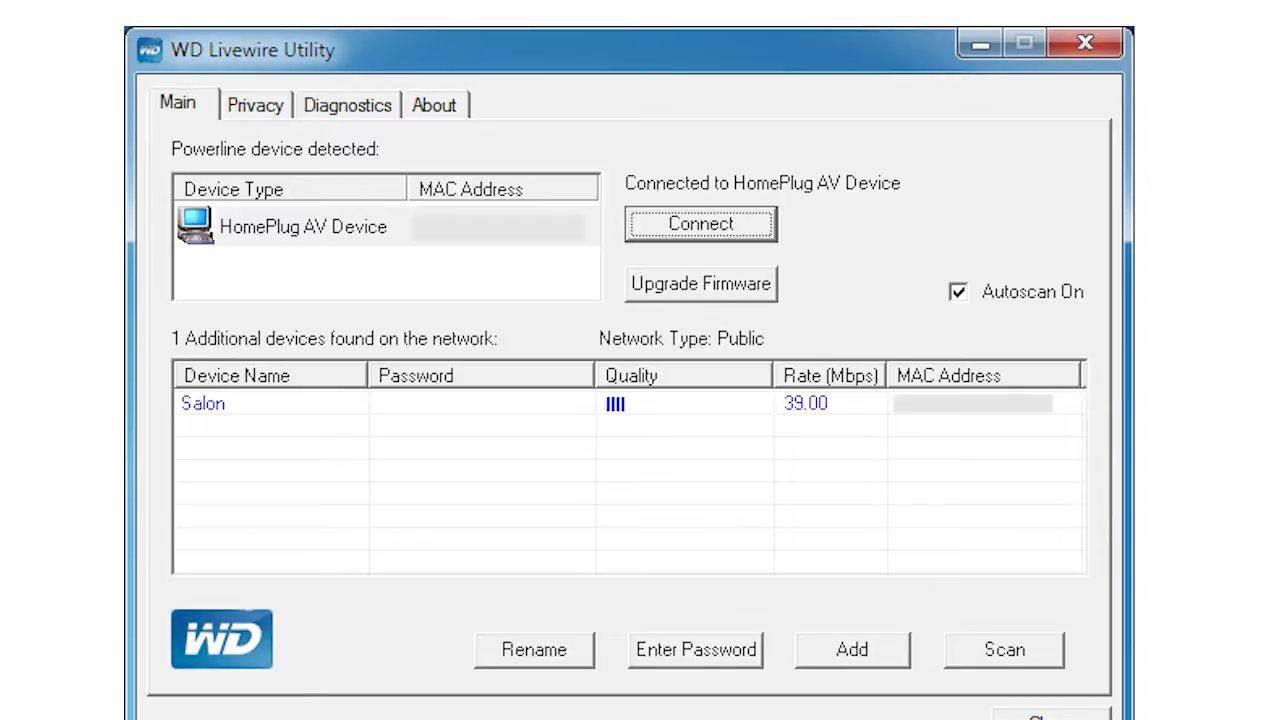 WD WD Livewire Utility
Main Privacy Diagnostics About
Powerline device detected:
Device Type MAC Address
HomePlug AV Device
Connected to HomePlug AV Device
Connect
Upgrade Firmware
Autoscan On
1 Additional devices found on the network:
Network Type: Public
Device Name Password Quality Rate (Mbps) MAC Address
Salon 39.00
WD
Rename Enter Password Add Scan